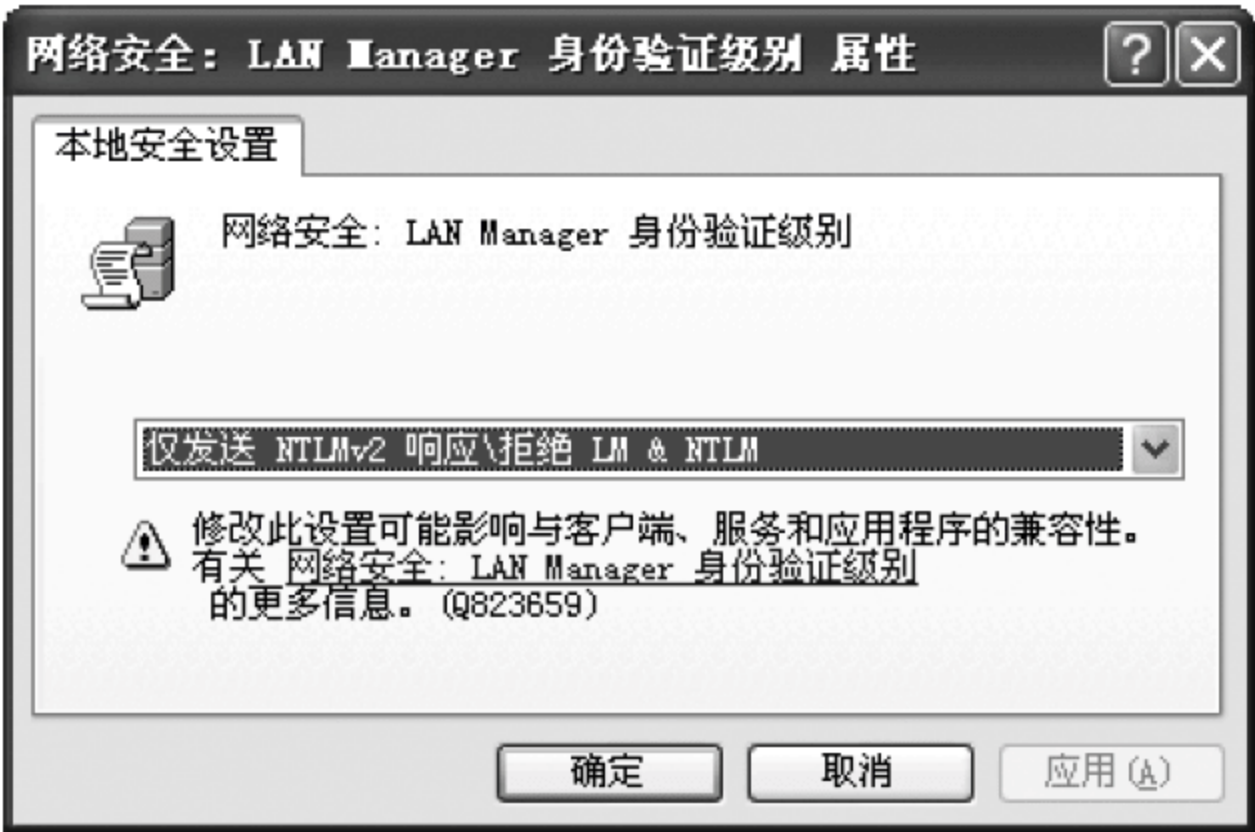 网络安全: LAN Manager 身份验证级别 属性
本地安全设置
网络安全: LAN Manager 身份验证级别
仅发送 NTLMv2 响应\拒绝 LM & NTLM
修改此设置可能影响与客户端、服务和应用程序的兼容性。
有关 网络安全: LAN Manager 身份验证级别
的更多信息。(Q823659)
确定 取消 应用(A)